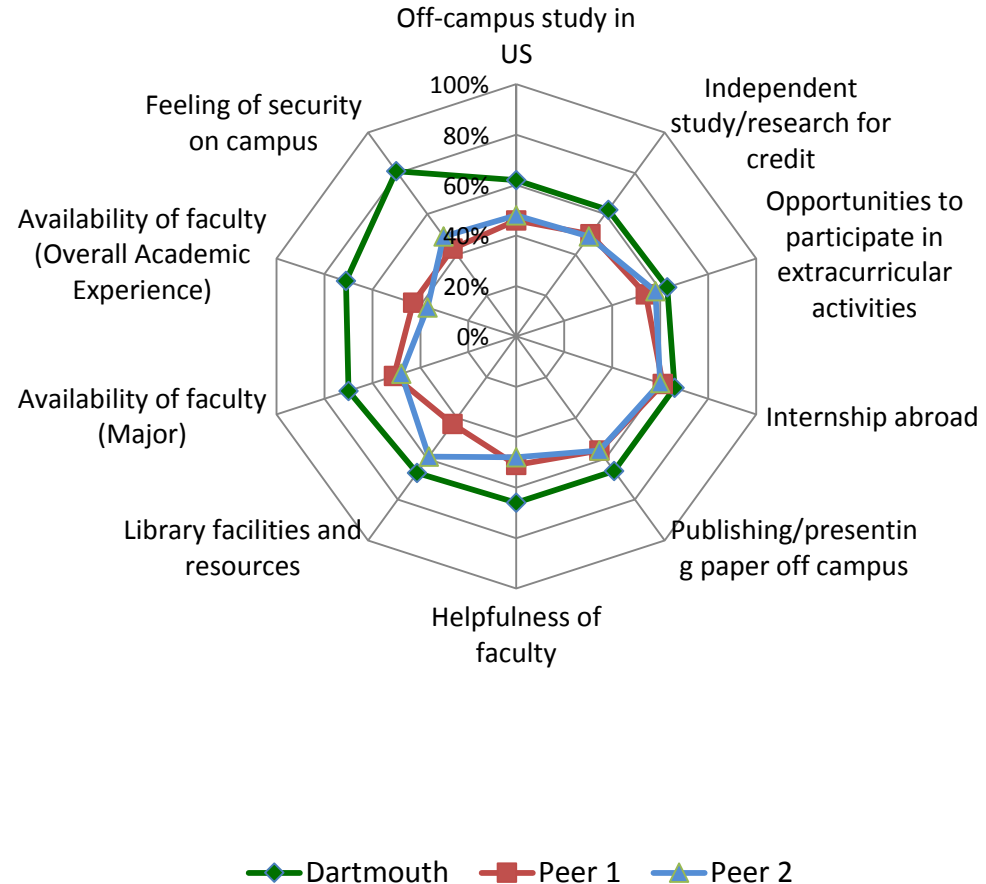 Off-campus study in
US
100%
80%
60%
40%
20%
0%
Independent
study/research for
credit
Opportunities to
participate in
extracurricular
activities
Internship abroad
Publishing/presentin
g paper off campus
Helpfulness of
faculty
Library facilities and
resources
Availability of faculty
(Major)
Availability of faculty
(Overall Academic
Experience)
Feeling of security
on campus
Dartmouth
Peer 1
Peer 2